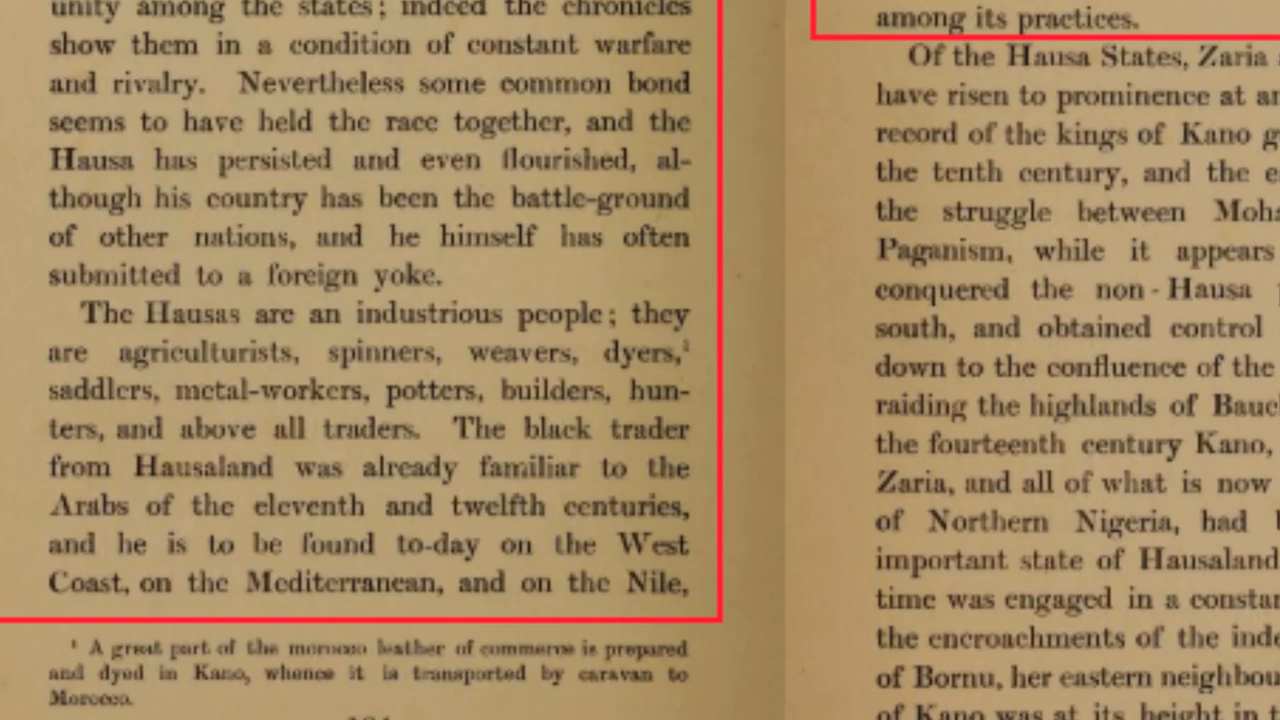 unity among the states; indeed the chronicles
show them in a condition of constant warfare
and rivalry. Nevertheless some common bond
seems to have held the race together, and the
Hausa has persisted and even flourished, al-
though his country has been the battle-ground
of other nations, and he himself has often
submitted to a foreign yoke.
The Hausas are an industrious people; they
are agriculturists, spinners, weavers, dyers,¹
saddlers, metal-workers, potters, builders, hun-
ters, and above all traders. The black trader
from Hausaland was already familiar to the
Arabs of the eleventh and twelfth centuries,
and he is to be found to-day on the West
Coast, on the Mediterranean, and on the Nile,
¹ A great part of the morocco leather of commerce is prepared
and dyed in Kano, whence it is transported by caravan to
Morocco.
among its practices.
Of the Hausa States, Zaria
have risen to prominence at
record of the kings of Kano
the tenth century, and the
the struggle between
Paganism, while it appears
conquered the non-Hausa
south, and obtained control
down to the confluence of the
raiding the highlands of
the fourteenth century Kano,
Zaria, and all of what is now
of Northern Nigeria, had
important state of Hausaland
time was engaged in a
the encroachments of the
of Bornu, her eastern
of Kano was at its height in